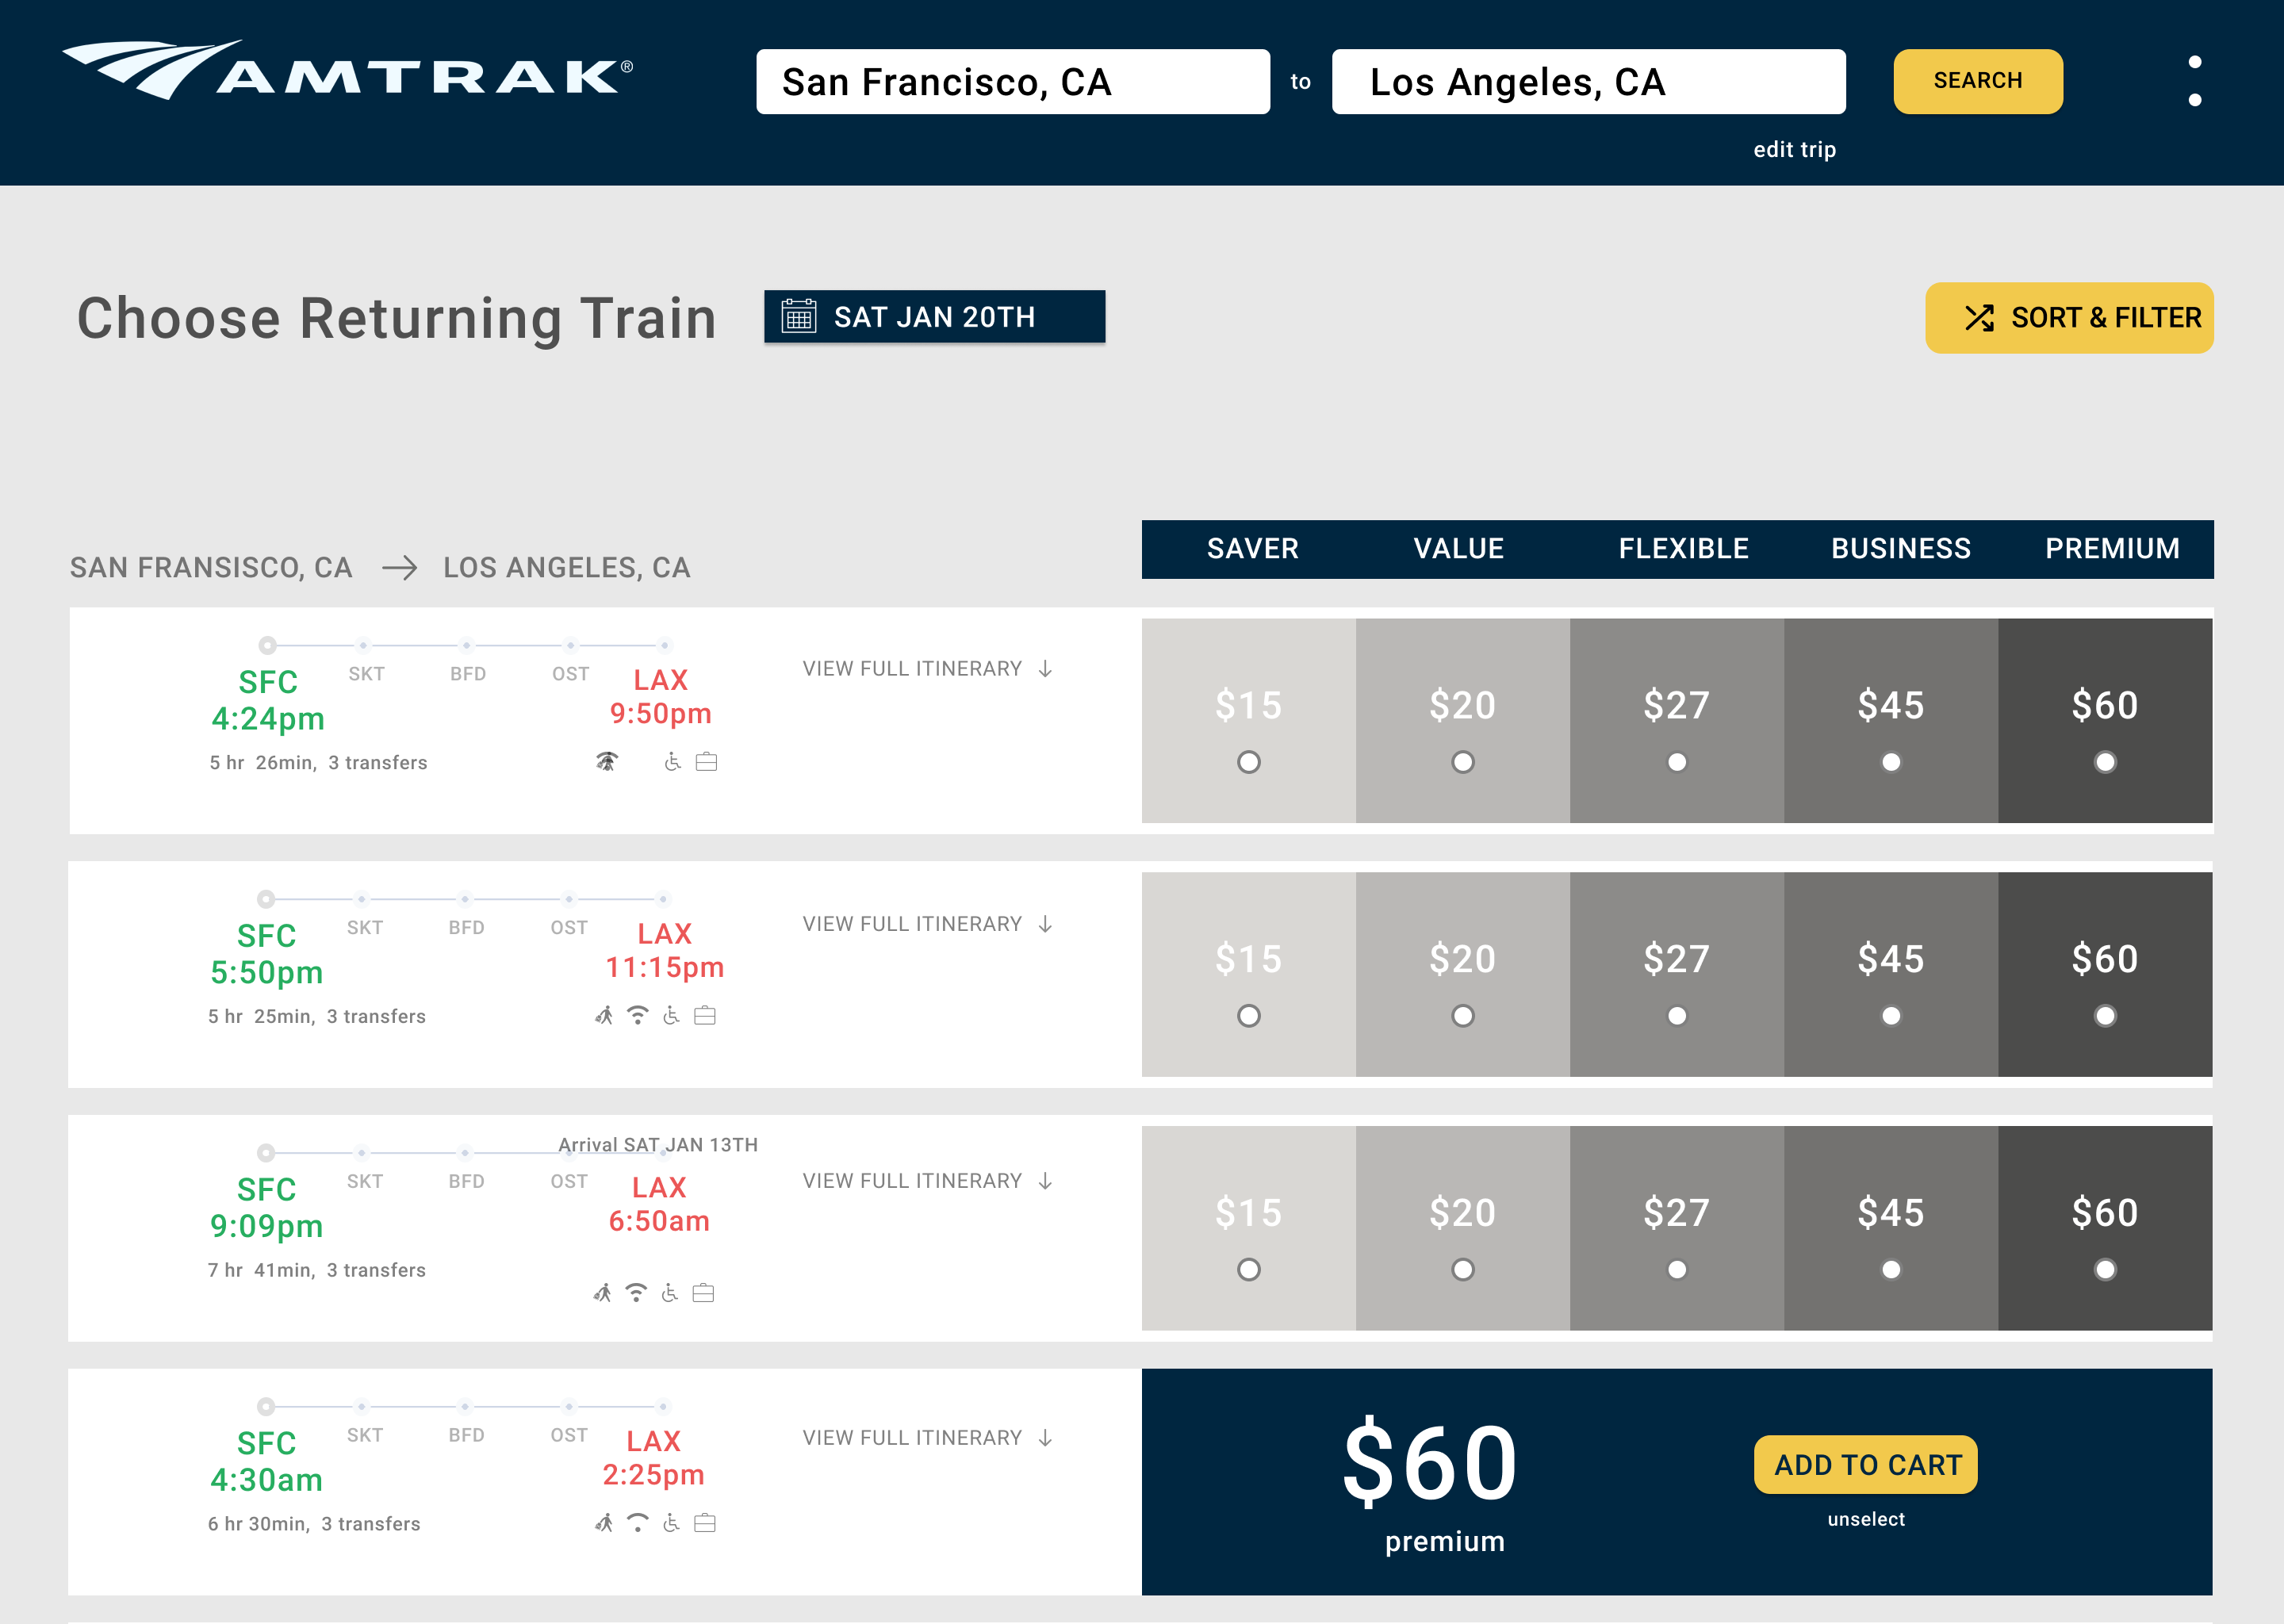 AMTRAK®
San Francisco, CA to Los Angeles, CA SEARCH
edit trip
Choose Returning Train SAT JAN 20TH SORT & FILTER
SAN FRANSISCO, CA → LOS ANGELES, CA
SAVER VALUE FLEXIBLE BUSINESS PREMIUM
SFC SKT BFD OST LAX VIEW FULL ITINERARY ↓
4:24pm 9:50pm
5 hr 26min, 3 transfers
$15 $20 $27 $45 $60
SFC SKT BFD OST LAX VIEW FULL ITINERARY ↓
5:50pm 11:15pm
5 hr 25min, 3 transfers
$15 $20 $27 $45 $60
Arrival SAT JAN 13TH
SFC SKT BFD OST LAX VIEW FULL ITINERARY ↓
9:09pm 6:50am
7 hr 41min, 3 transfers
$15 $20 $27 $45 $60
SFC SKT BFD OST LAX VIEW FULL ITINERARY ↓
4:30am 2:25pm
6 hr 30min, 3 transfers
$60
premium
ADD TO CART
unselect